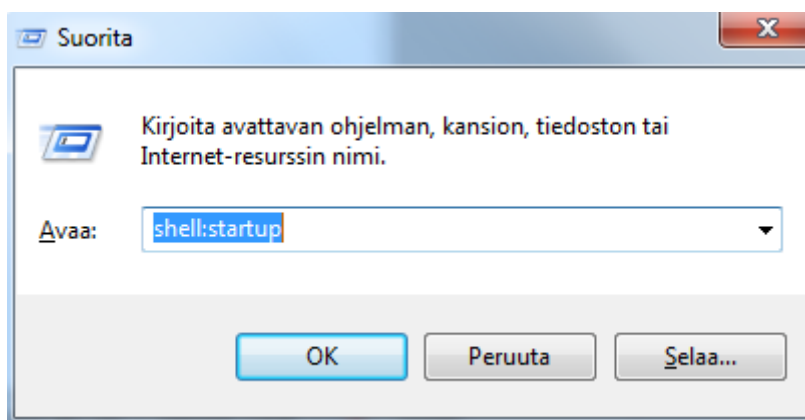 Suorita
Kirjoita avattavan ohjelman, kansion, tiedoston tai
Internet-resurssin nimi.
Avaa: shell:startup
OK Peruuta Selaa...